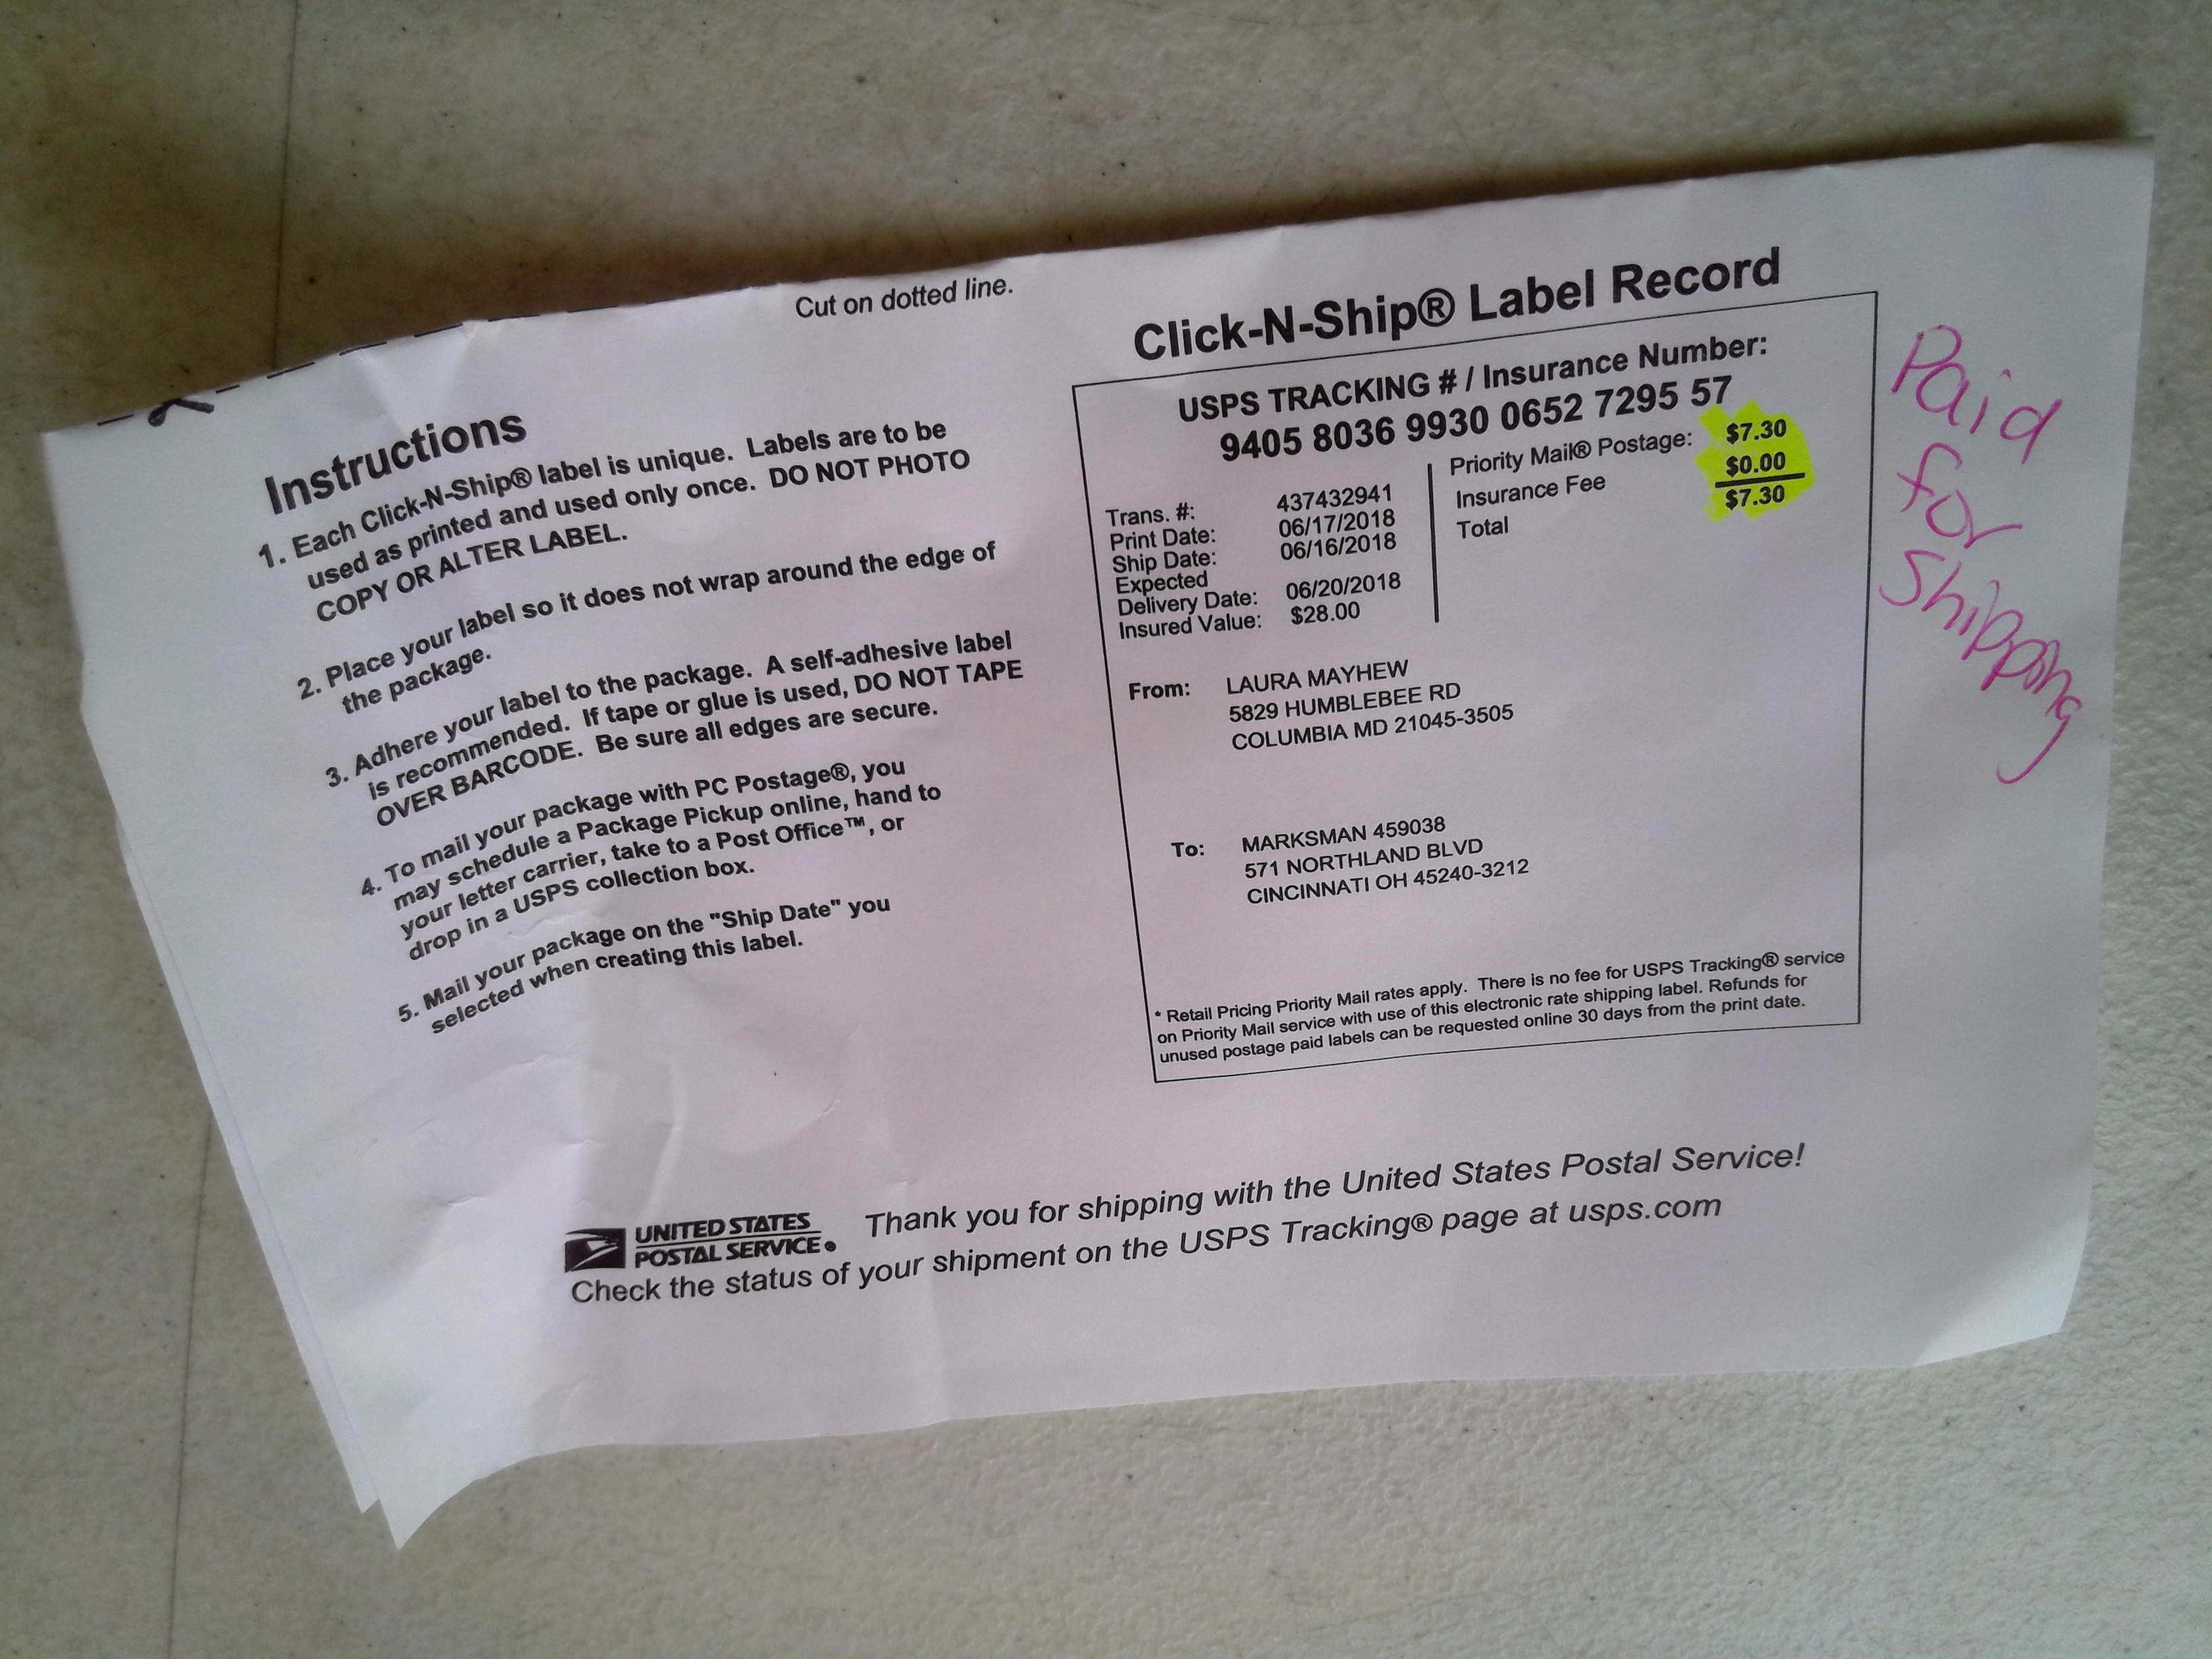 Cut on dotted line.
Instructions
1. Each Click-N-Ship® label is unique. Labels are to be
used as printed and used only once. DO NOT PHOTO
COPY OR ALTER LABEL.
2. Place your label so it does not wrap around the edge of
the package.
3. Adhere your label to the package. A self-adhesive label
is recommended. If tape or glue is used, DO NOT TAPE
OVER BARCODE. Be sure all edges are secure.
4. To mail your package with PC Postage®, you
may schedule a Package Pickup online, hand to
your letter carrier, take to a Post Office™, or
drop in a USPS collection box.
5. Mail your package on the "Ship Date" you
selected when creating this label.
Click-N-Ship® Label Record
USPS TRACKING # / Insurance Number:
9405 8036 9930 0652 7295 57
Trans. #: 437432941
Print Date: 06/17/2018
Ship Date: 06/16/2018
Expected
Delivery Date: 06/20/2018
Insured Value: $28.00
Priority Mail® Postage: $7.30
Insurance Fee $0.00
Total $7.30
From: LAURA MAYHEW
5829 HUMBLEBEE RD
COLUMBIA MD 21045-3505
To: MARKSMAN 459038
571 NORTHLAND BLVD
CINCINNATI OH 45240-3212
* Retail Pricing Priority Mail rates apply. There is no fee for USPS Tracking® service
on Priority Mail service with use of this electronic rate shipping label. Refunds for
unused postage paid labels can be requested online 30 days from the print date.
Paid
for
Shipping
UNITED STATES
POSTAL SERVICE®
Thank you for shipping with the United States Postal Service!
Check the status of your shipment on the USPS Tracking® page at usps.com